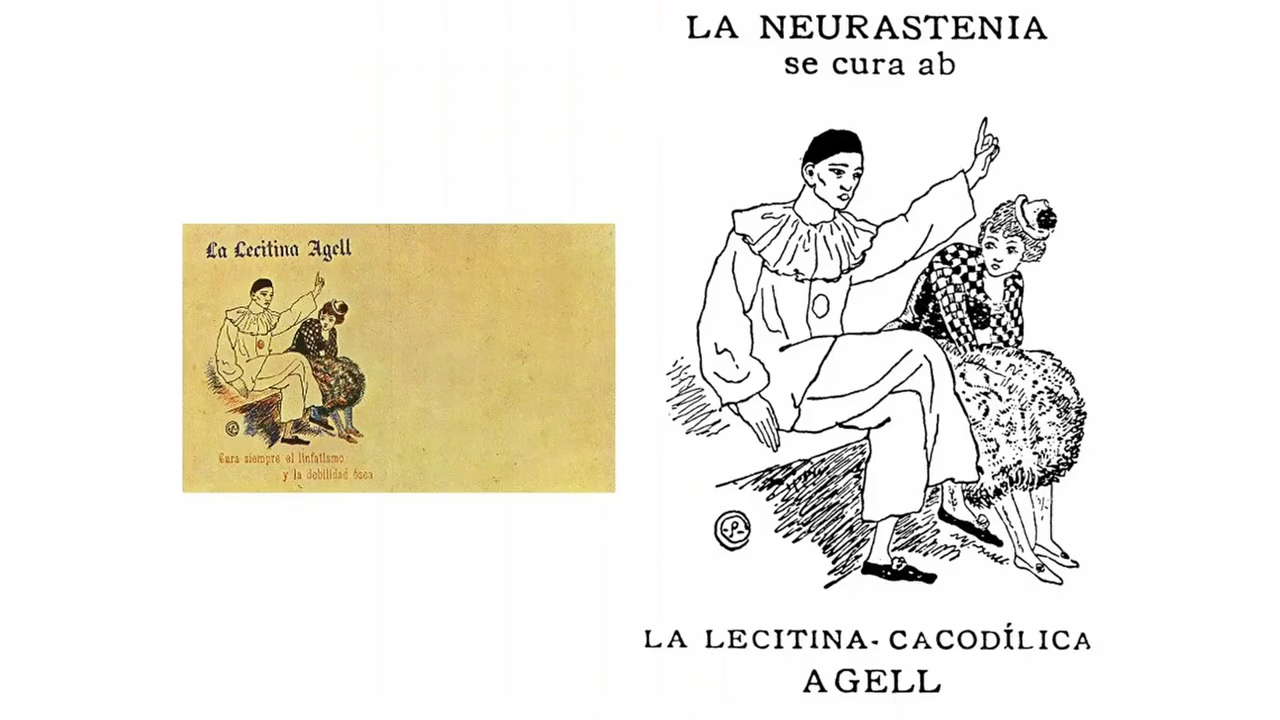 La Lecitina Agell
Cura siempre el linfatismo
y la debilidad ósea
LA NEURASTENIA
se cura ab
LA LECITINA-CACODÍLICA
AGELL